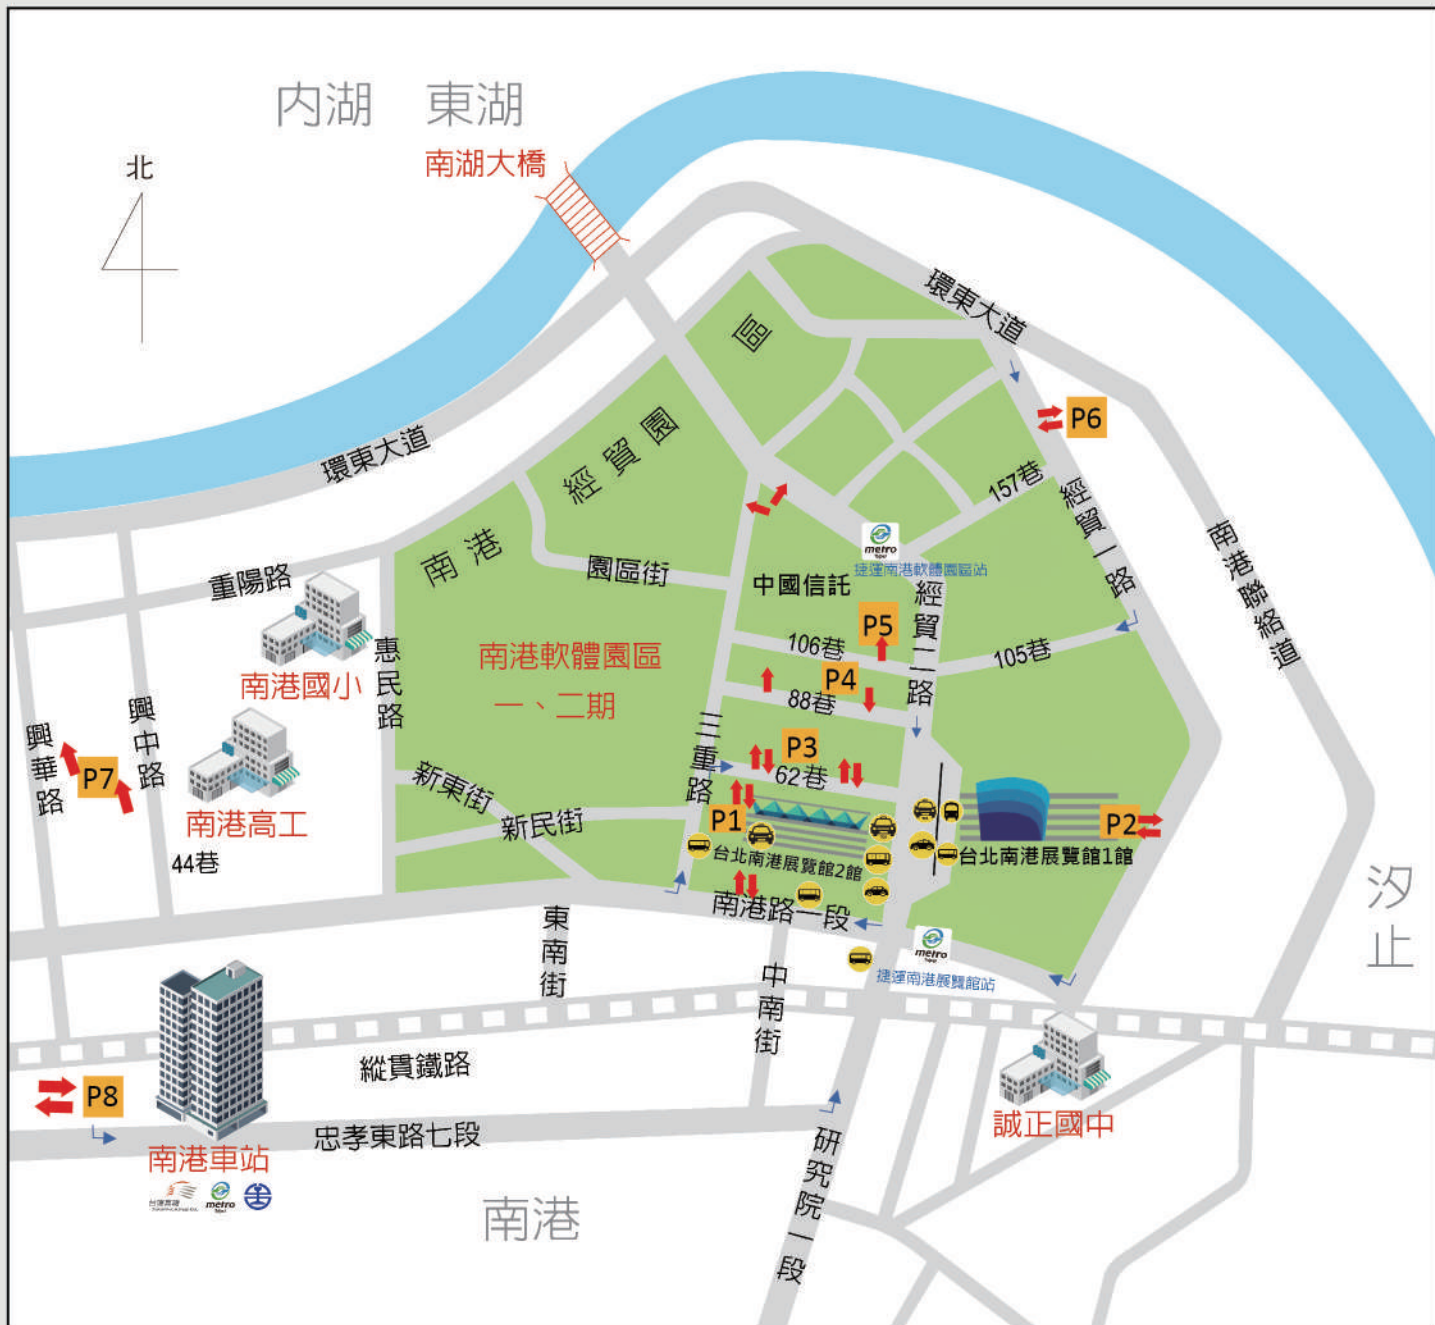 內湖 東湖
南湖大橋
北
環東大道
區
經貿園
南港
環東大道
P6
157巷
經貿一路
南港聯絡道
重陽路
園區街
metro
捷運南港軟體園區站
中國信託
經貿二路
P5
106巷
105巷
惠民路
南港國小
南港軟體園區
一、二期
P4
88巷
三重路
興華路
興中路
P7
P3
62巷
新東街
新民街
南港高工
44巷
P1
P2
台北南港展覽館2館
台北南港展覽館1館
南港路一段
汐止
東南街
中南街
metro
捷運南港展覽館站
縱貫鐵路
P8
忠孝東路七段
南港車站
台灣高鐵
metro
誠正國中
研究院一段
南港